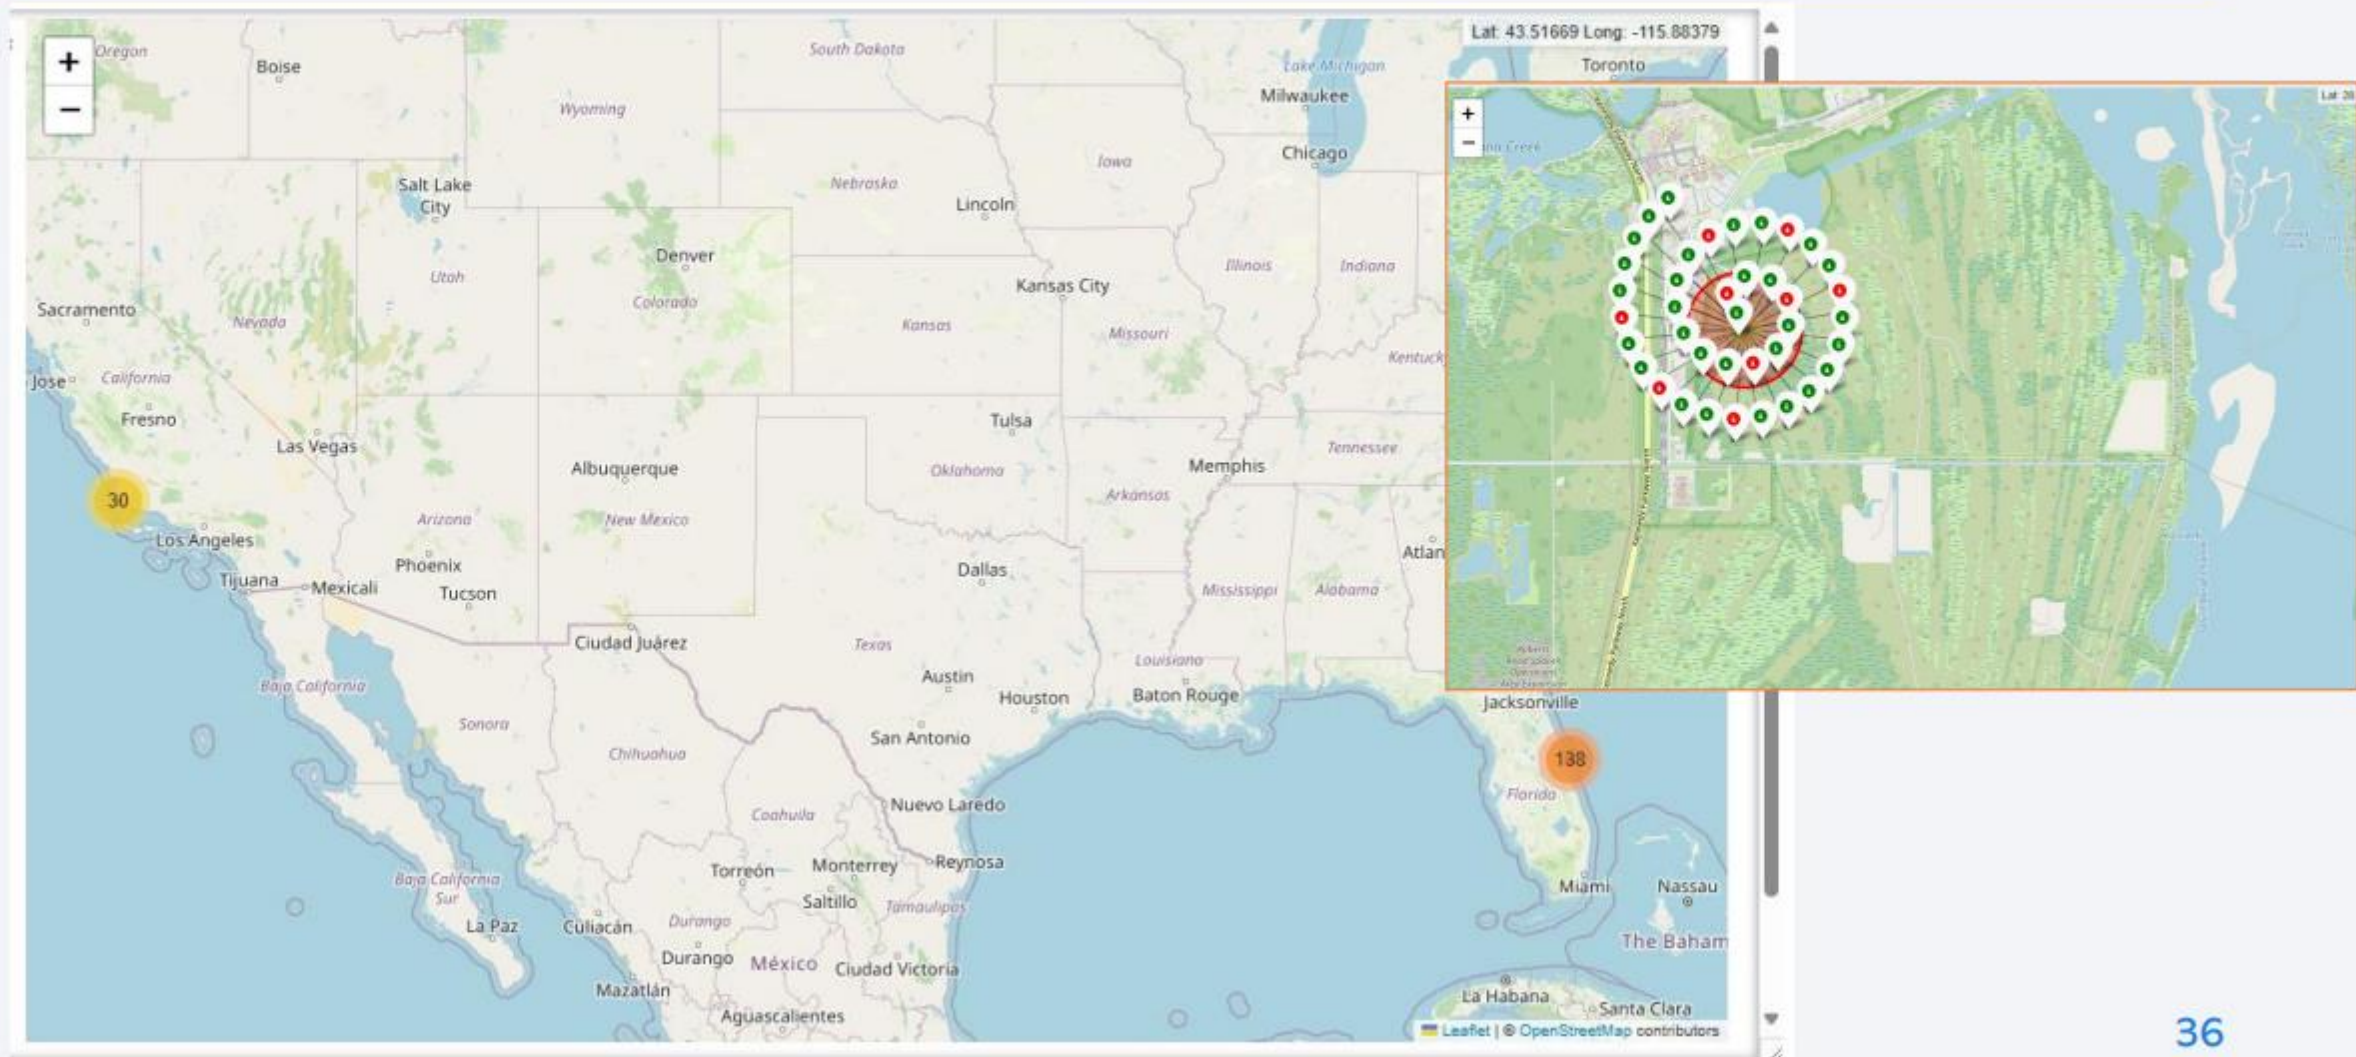 Lat: 43.51669 Long: -115.88379
+
−
Oregon
Boise
South Dakota
Lake Michigan
Toronto
Milwaukee
Wyoming
Chicago
Iowa
Nebraska
Lincoln
Salt Lake
City
Denver
Utah
Colorado
Illinois
Indiana
Kansas City
Sacramento
Nevada
Kansas
Missouri
Kentuck
Jose
California
Fresno
Las Vegas
Tulsa
Tennessee
Albuquerque
Oklahoma
Memphis
Arkansas
30
Arizona
New Mexico
Los Angeles
Phoenix
Dallas
Atlan
Tijuana
Mexicali
Tucson
Mississippi
Alabama
Ciudad Juárez
Texas
Louisiana
Austin
Baja California
Houston
Baton Rouge
Jacksonville
Sonora
San Antonio
Chihuahua
138
Florida
Nuevo Laredo
Coahuila
Torreón
Monterrey
Reynosa
Baja California
Sur
Miami
Nassau
Saltillo
Tamaulipas
La Paz
Culiacán
Durango
The Baham
Durango
México
Ciudad Victoria
Mazatlán
La Habana
Santa Clara
Aguascalientes
Leaflet | © OpenStreetMap contributors
+
−
Lat: 28
Creek
36